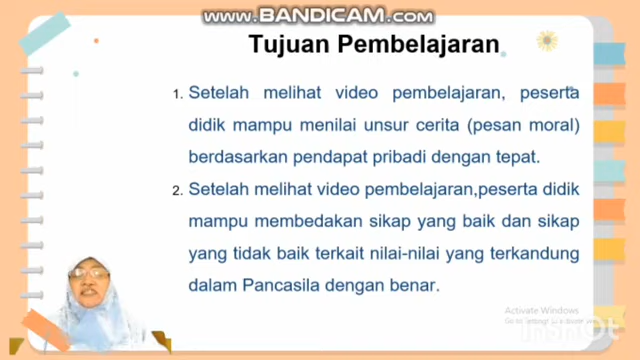 www.BANDICAM.com
Tujuan Pembelajaran
1. Setelah melihat video pembelajaran, peserta
didik mampu menilai unsur cerita (pesan moral)
berdasarkan pendapat pribadi dengan tepat.
2. Setelah melihat video pembelajaran,peserta didik
mampu membedakan sikap yang baik dan sikap
yang tidak baik terkait nilai-nilai yang terkandung
dalam Pancasila dengan benar.
Activate Windows
InShOt